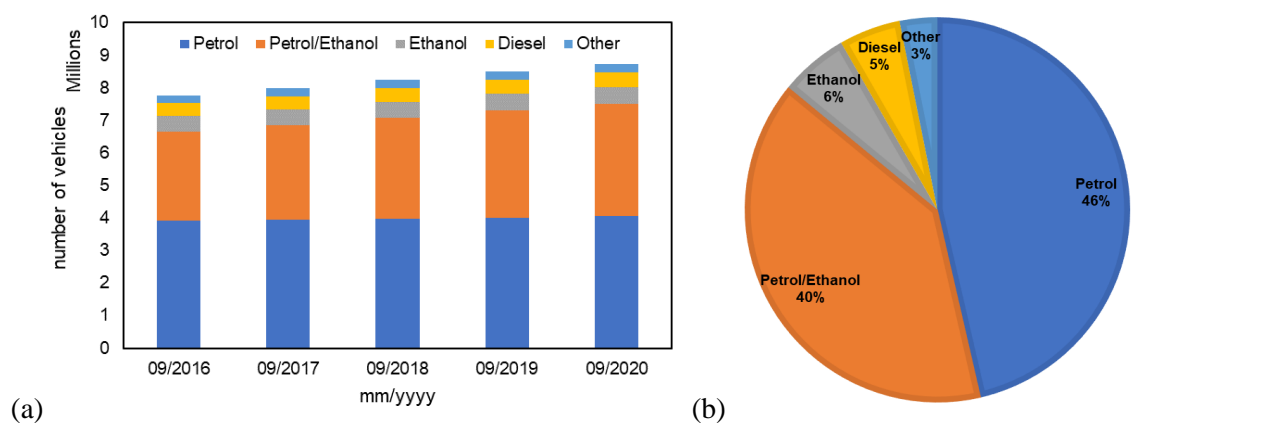 Millions
number of vehicles
10
9
8
7
6
5
4
3
2
1
0
Petrol Petrol/Ethanol Ethanol Diesel Other
09/2016 09/2017 09/2018 09/2019 09/2020
mm/yyyy
(a)
Other
3%
Diesel
5%
Ethanol
6%
Petrol
46%
Petrol/Ethanol
40%
(b)